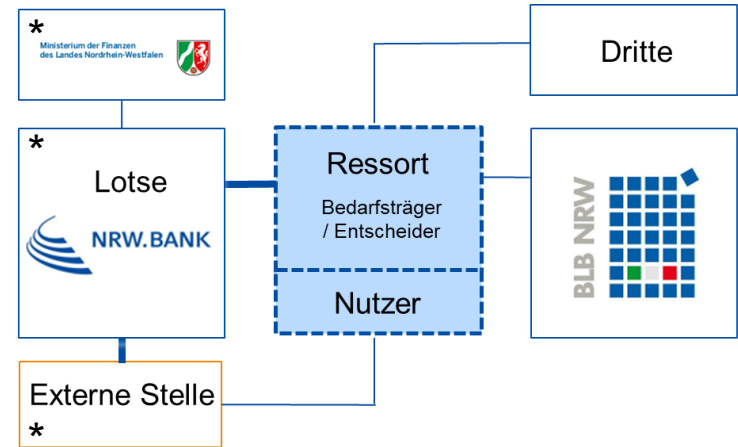 *
Ministerium der Finanzen
des Landes Nordrhein-Westfalen
Dritte
*
Lotse
NRW.BANK
Ressort
Bedarfsträger
/ Entscheider
Nutzer
BLB NRW
Externe Stelle
*